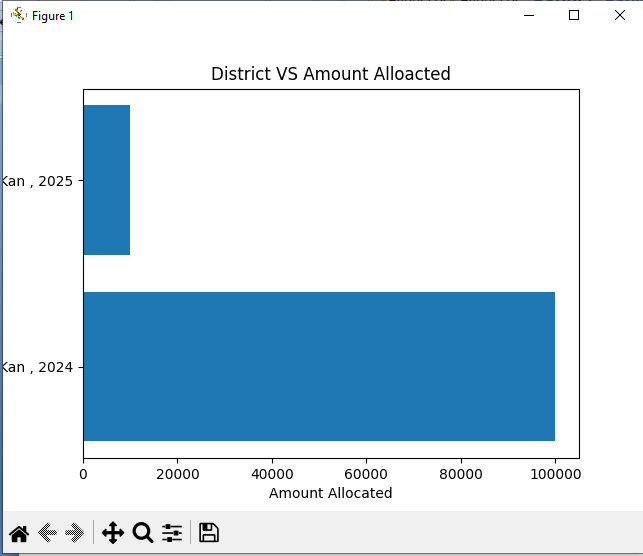 Figure 1
District VS Amount Alloacted
Kan , 2025
Kan , 2024
0 20000 40000 60000 80000 100000
Amount Allocated